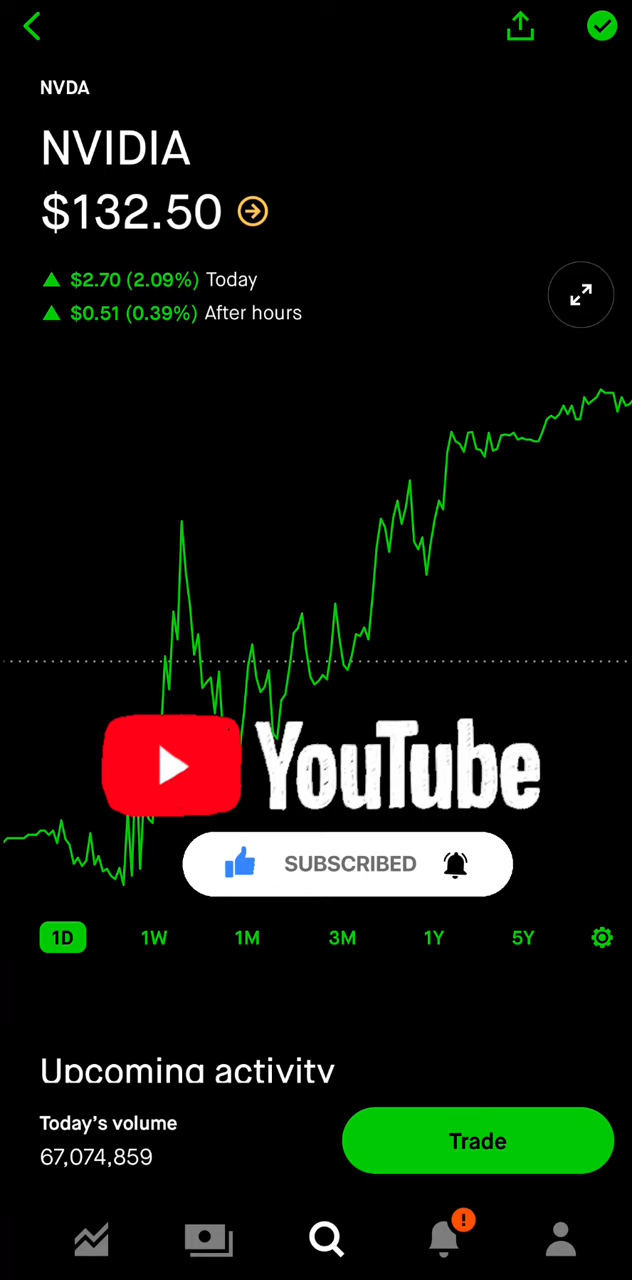 NVDA
NVIDIA
$132.50
$2.70 (2.09%) Today
$0.51 (0.39%) After hours
YouTube
SUBSCRIBED
1D 1W 1M 3M 1Y 5Y
Upcoming activity
Today's volume
67,074,859
Trade
!